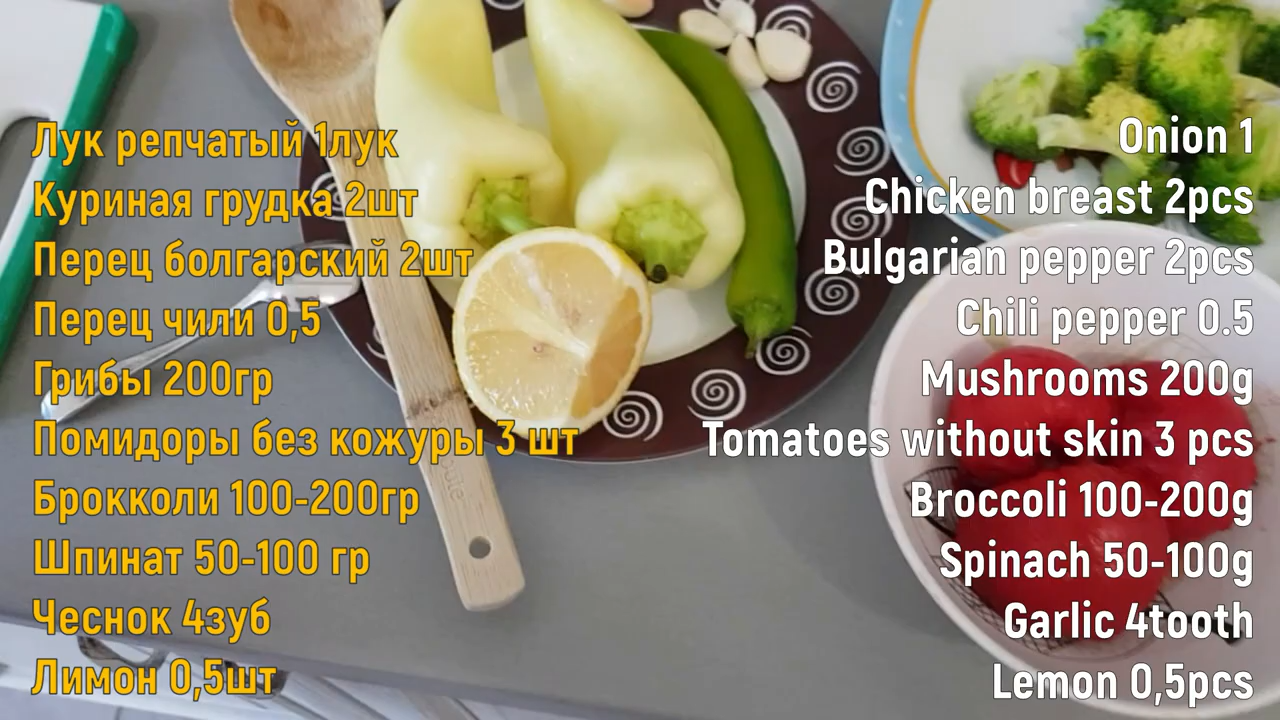 Лук репчатый 1лук
Куриная грудка 2шт
Перец болгарский 2шт
Перец чили 0,5
Грибы 200гр
Помидоры без кожуры 3 шт
Брокколи 100-200гр
Шпинат 50-100 гр
Чеснок 4зуб
Лимон 0,5шт
Onion 1
Chicken breast 2pcs
Bulgarian pepper 2pcs
Chili pepper 0.5
Mushrooms 200g
Tomatoes without skin 3 pcs
Broccoli 100-200g
Spinach 50-100g
Garlic 4tooth
Lemon 0,5pcs